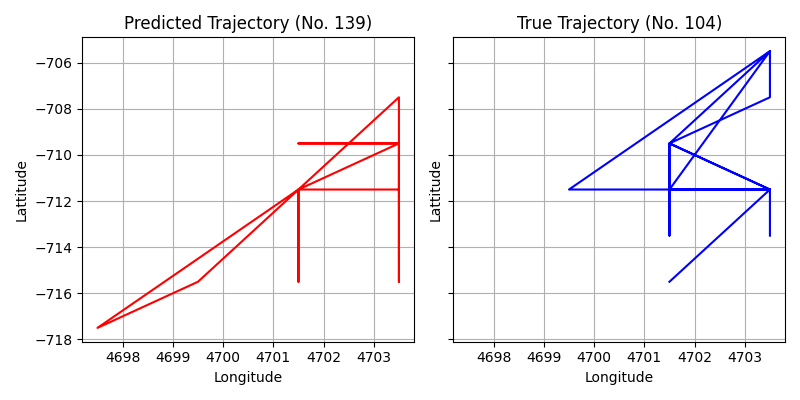 Predicted Trajectory (No. 139)
True Trajectory (No. 104)
−706
−708
−710
−712
−714
−716
−718
Lattitude
Lattitude
4698 4699 4700 4701 4702 4703
4698 4699 4700 4701 4702 4703
Longitude
Longitude